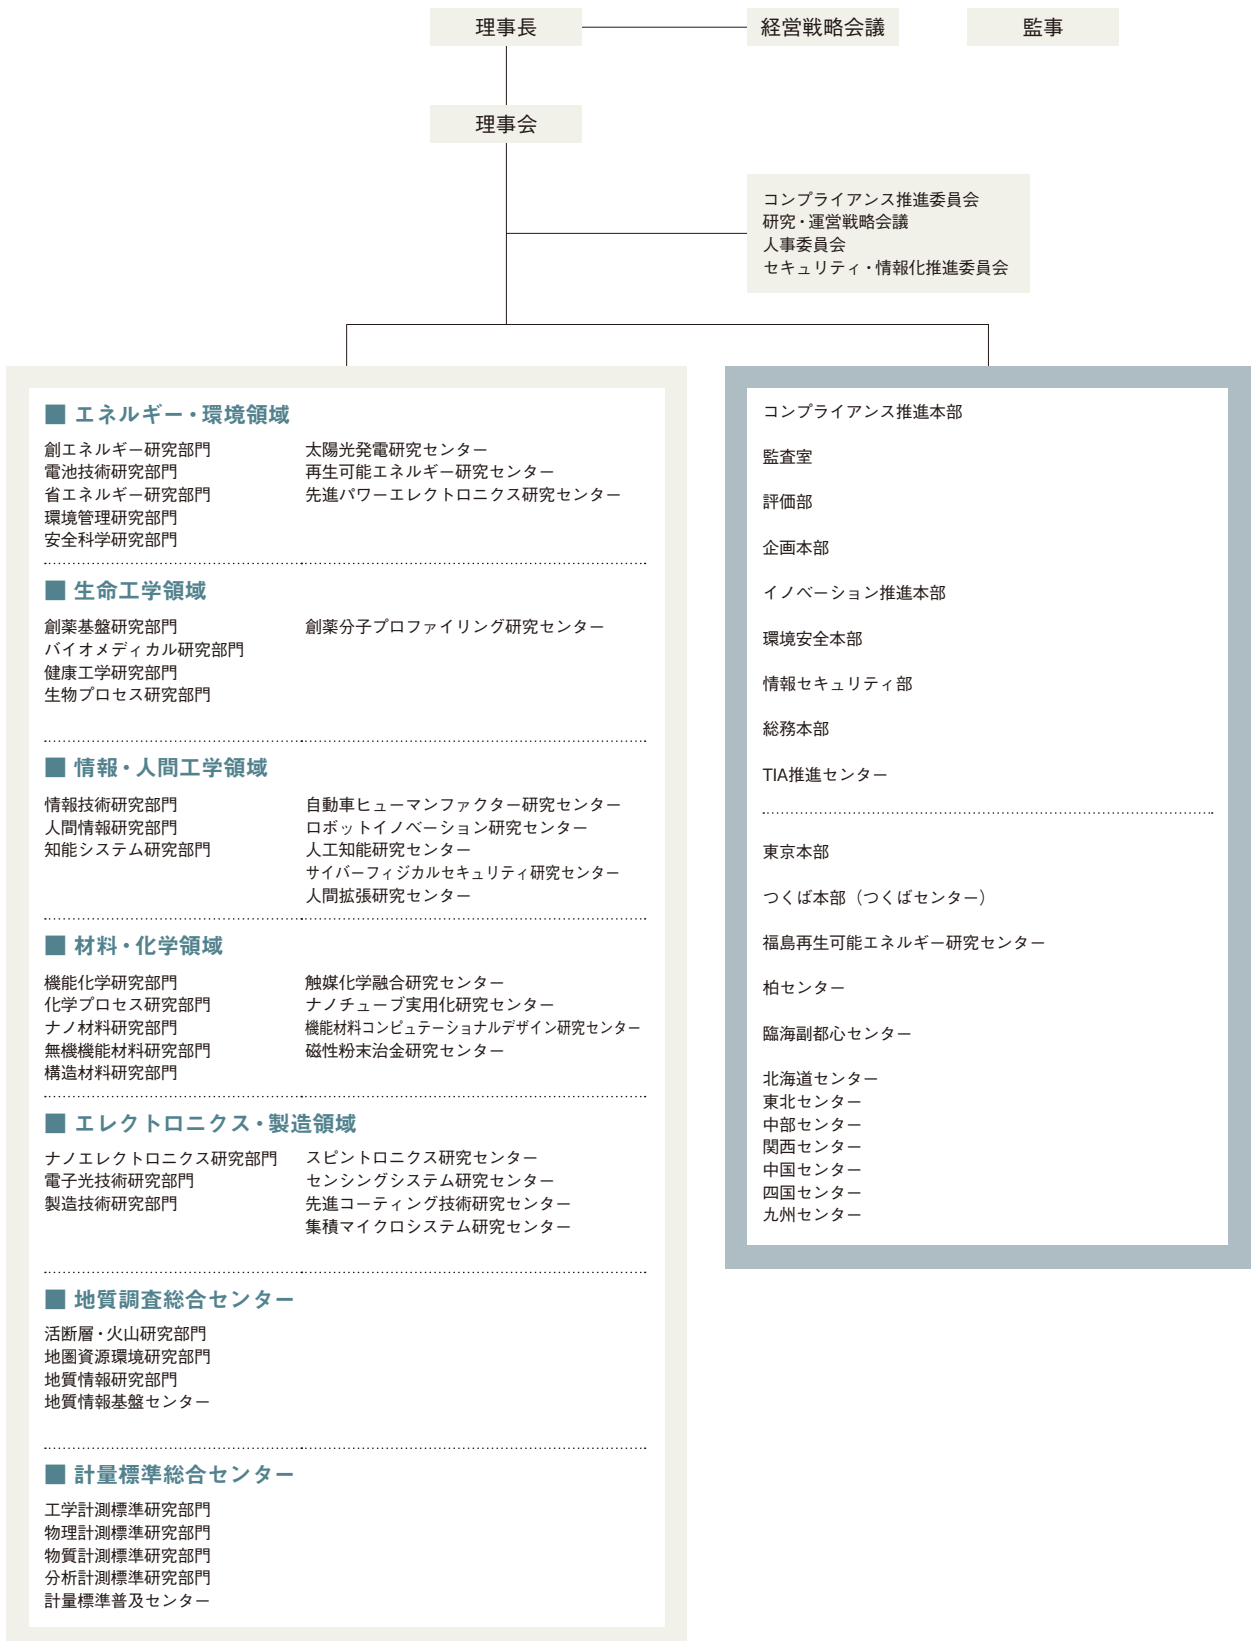 理事長
経営戦略会議
監事
理事会
コンプライアンス推進委員会
研究・運営戦略会議
人事委員会
セキュリティ・情報化推進委員会
■ エネルギー・環境領域
創エネルギー研究部門
電池技術研究部門
省エネルギー研究部門
環境管理研究部門
安全科学研究部門
太陽光発電研究センター
再生可能エネルギー研究センター
先進パワーエレクトロニクス研究センター
■ 生命工学領域
創薬基盤研究部門
バイオメディカル研究部門
健康工学研究部門
生物プロセス研究部門
創薬分子プロファイリング研究センター
■ 情報・人間工学領域
情報技術研究部門
人間情報研究部門
知能システム研究部門
自動車ヒューマンファクター研究センター
ロボットイノベーション研究センター
人工知能研究センター
サイバーフィジカルセキュリティ研究センター
人間拡張研究センター
■ 材料・化学領域
機能化学研究部門
化学プロセス研究部門
ナノ材料研究部門
無機機能材料研究部門
構造材料研究部門
触媒化学融合研究センター
ナノチューブ実用化研究センター
機能材料コンピュテーショナルデザイン研究センター
磁性粉末冶金研究センター
■ エレクトロニクス・製造領域
ナノエレクトロニクス研究部門
電子光技術研究部門
製造技術研究部門
スピントロニクス研究センター
センシングシステム研究センター
先進コーティング技術研究センター
集積マイクロシステム研究センター
■ 地質調査総合センター
活断層・火山研究部門
地圏資源環境研究部門
地質情報研究部門
地質情報基盤センター
■ 計量標準総合センター
工学計測標準研究部門
物理計測標準研究部門
物質計測標準研究部門
分析計測標準研究部門
計量標準普及センター
コンプライアンス推進本部
監査室
評価部
企画本部
イノベーション推進本部
環境安全本部
情報セキュリティ部
総務本部
TIA推進センター
東京本部
つくば本部（つくばセンター）
福島再生可能エネルギー研究センター
柏センター
臨海副都心センター
北海道センター
東北センター
中部センター
関西センター
中国センター
四国センター
九州センター